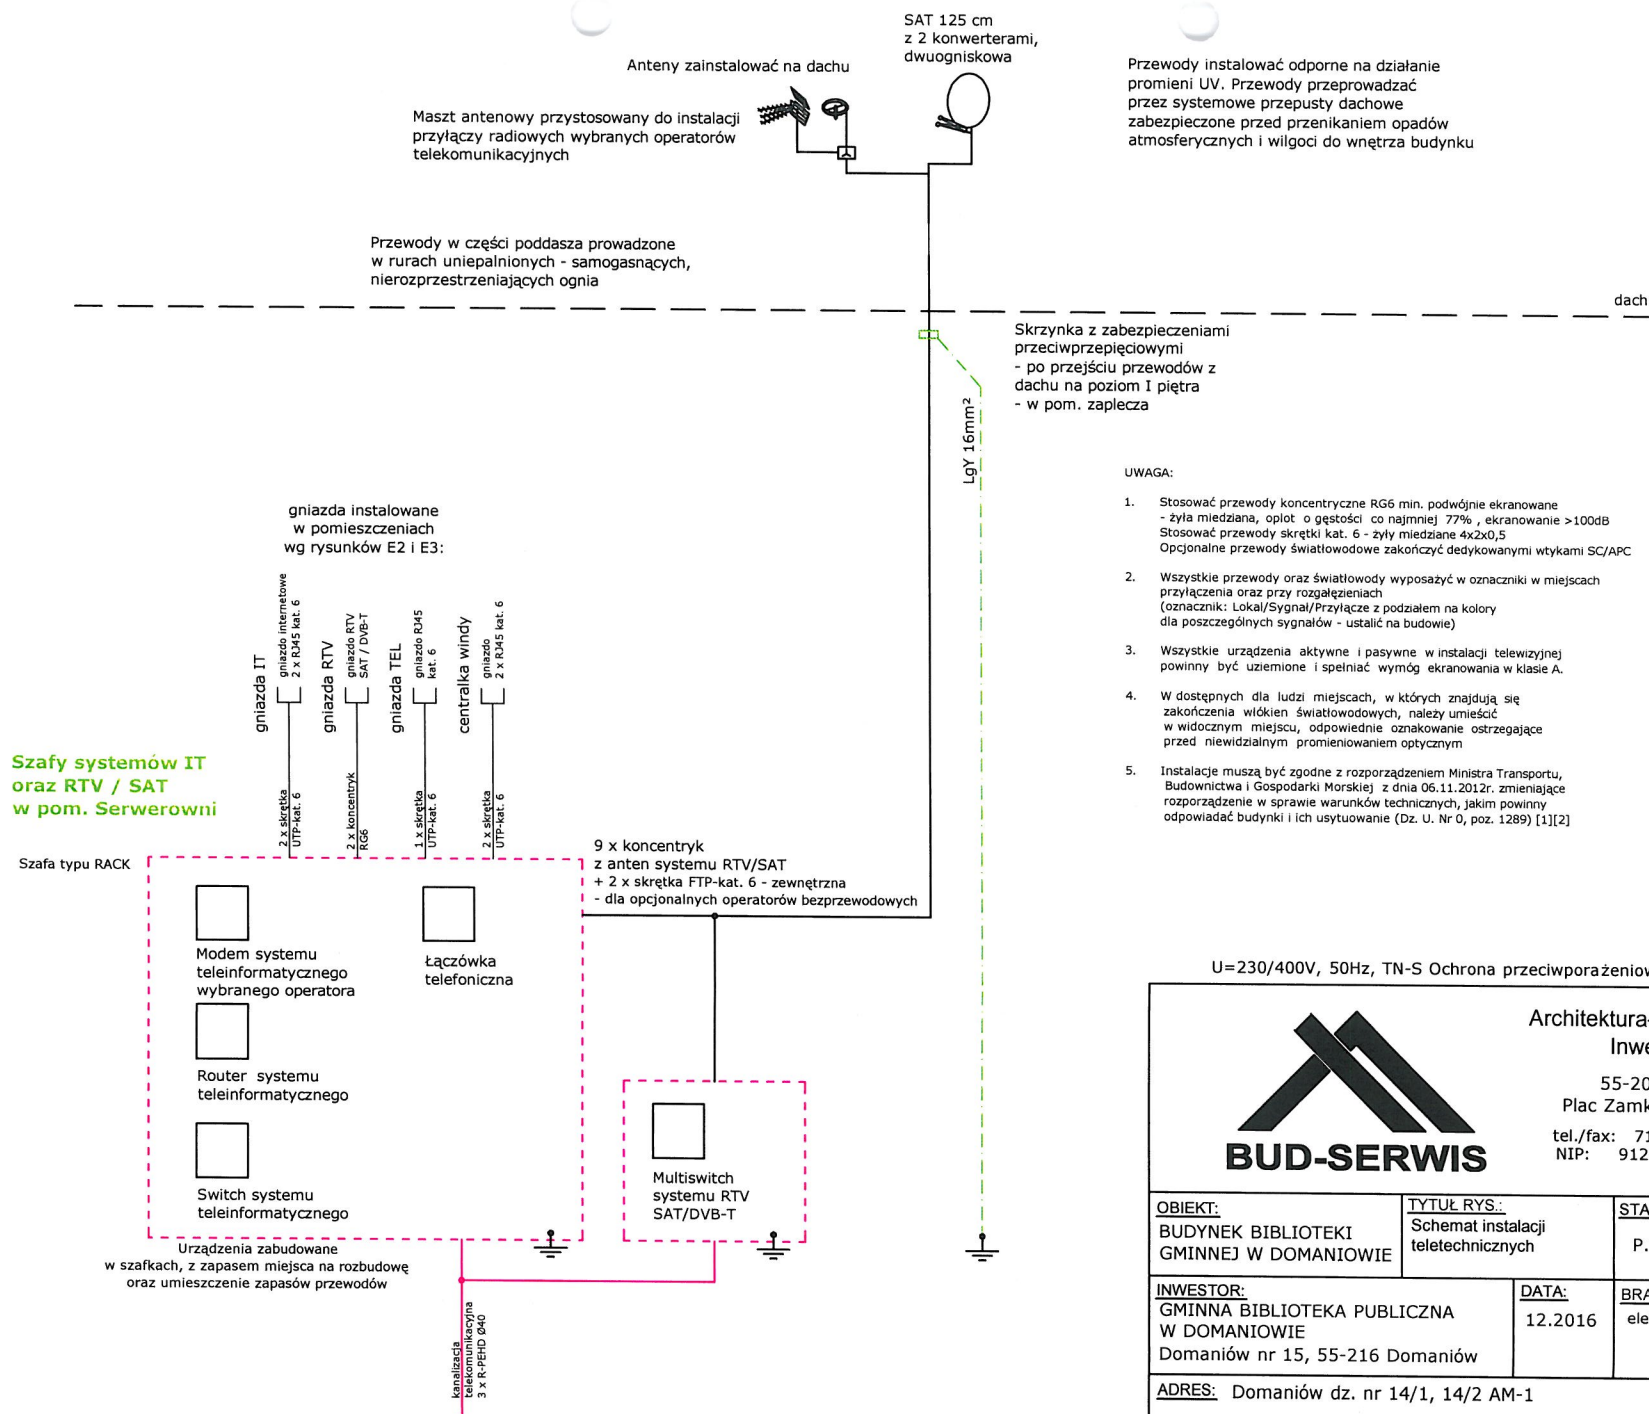 SAT 125 cm
z 2 konwerterami,
dwuogniskowa
Anteny zainstalować na dachu
Maszt antenowy przystosowany do instalacji
przyłączy radiowych wybranych operatorów
telekomunikacyjnych
Przewody instalować odporne na działanie
promieni UV. Przewody przeprowadzać
przez systemowe przepusty dachowe
zabezpieczone przed przenikaniem opadów
atmosferycznych i wilgoci do wnętrza budynku
Przewody w części poddasza prowadzone
w rurach uniepalnionych - samogasnących,
nierozprzestrzeniających ognia
dach
Skrzynka z zabezpieczeniami
przeciwprzepięciowymi
- po przejściu przewodów z
dachu na poziom I piętra
- w pom. zaplecza
LgY 16mm²
UWAGA:
1. Stosować przewody koncentryczne RG6 min. podwójnie ekranowane
- żyła miedziana, oplot o gęstości co najmniej 77% , ekranowanie >100dB
Stosować przewody skrętki kat. 6 - żyły miedziane 4x2x0,5
Opcjonalne przewody światłowodowe zakończyć dedykowanymi wtykami SC/APC
2. Wszystkie przewody oraz światłowody wyposażyć w oznaczniki w miejscach
przyłączenia oraz przy rozgałęzieniach
(oznacznik: Lokal/Sygnał/Przyłącze z podziałem na kolory
dla poszczególnych sygnałów - ustalić na budowie)
3. Wszystkie urządzenia aktywne i pasywne w instalacji telewizyjnej
powinny być uziemione i spełniać wymóg ekranowania w klasie A.
4. W dostępnych dla ludzi miejscach, w których znajdują się
zakończenia włókien światłowodowych, należy umieścić
w widocznym miejscu, odpowiednie oznakowanie ostrzegające
przed niewidzialnym promieniowaniem optycznym
5. Instalacje muszą być zgodne z rozporządzeniem Ministra Transportu,
Budownictwa i Gospodarki Morskiej z dnia 06.11.2012r. zmieniające
rozporządzenie w sprawie warunków technicznych, jakim powinny
odpowiadać budynki i ich usytuowanie (Dz. U. Nr 0, poz. 1289) [1][2]
gniazda instalowane
w pomieszczeniach
wg rysunków E2 i E3:
gniazda IT
gniazdo internetowe
2 x RJ45 kat. 6
gniazda RTV
gniazdo RTV
SAT / DVB-T
gniazda TEL
gniazdo RJ45
kat. 6
centralka windy
gniazdo
2 x RJ45 kat. 6
2 x skrętka
UTP-kat. 6
2 x koncentryk
RG6
1 x skrętka
UTP-kat. 6
2 x skrętka
UTP-kat. 6
Szafy systemów IT
oraz RTV / SAT
w pom. Serwerowni
Szafa typu RACK
9 x koncentryk
z anten systemu RTV/SAT
+ 2 x skrętka FTP-kat. 6 - zewnętrzna
- dla opcjonalnych operatorów bezprzewodowych
Modem systemu
teleinformatycznego
wybranego operatora
Łączówka
telefoniczna
Router systemu
teleinformatycznego
Switch systemu
teleinformatycznego
Multiswitch
systemu RTV
SAT/DVB-T
Urządzenia zabudowane
w szafkach, z zapasem miejsca na rozbudowę
oraz umieszczenie zapasów przewodów
kanalizacja
telekomunikacyjna
3 x R-PEHD Ø40
U=230/400V, 50Hz, TN-S Ochrona przeciwporażeniow
BUD-SERWIS
Architektura-
Inwe
55-20
Plac Zamk
tel./fax: 71
NIP: 912
OBIEKT:
BUDYNEK BIBLIOTEKI
GMINNEJ W DOMANIOWIE
TYTUŁ RYS.:
Schemat instalacji
teletechnicznych
STA
P.
INWESTOR:
GMINNA BIBLIOTEKA PUBLICZNA
W DOMANIOWIE
Domaniów nr 15, 55-216 Domaniów
DATA:
12.2016
BRA
ele
ADRES: Domaniów dz. nr 14/1, 14/2 AM-1